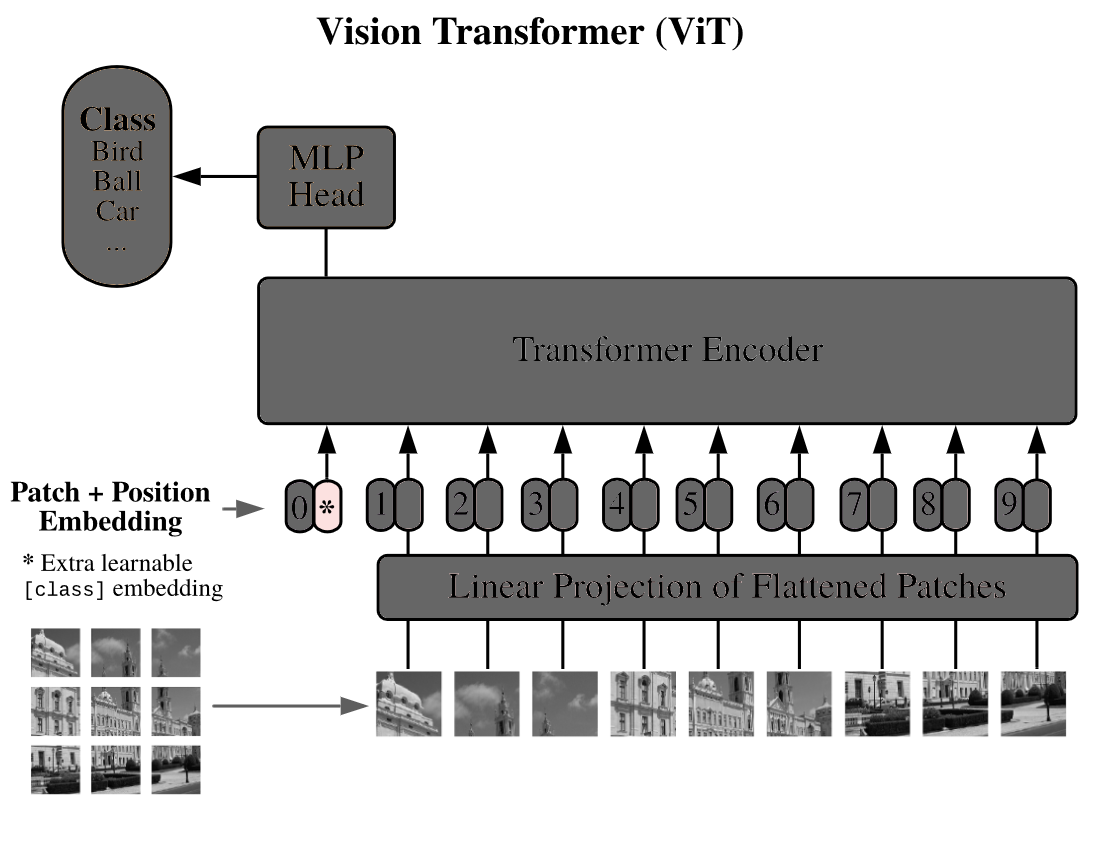 Vision Transformer (ViT)
Class
Bird
Ball
Car
...
MLP
Head
Transformer Encoder
Patch + Position
Embedding
0 * 1 2 3 4 5 6 7 8 9
* Extra learnable
[class] embedding
Linear Projection of Flattened Patches